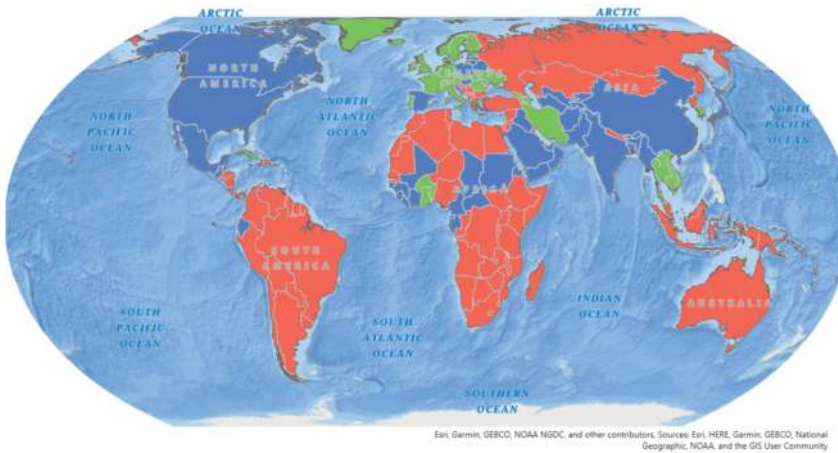 ARCTIC
OCEAN
ARCTIC
OCEAN
NORTH
AMERICA
ASIA
NORTH
PACIFIC
OCEAN
NORTH
ATLANTIC
OCEAN
NORTH
PACIFIC
OCEAN
AFRICA
SOUTH
AMERICA
AUSTRALIA
INDIAN
OCEAN
SOUTH
PACIFIC
OCEAN
SOUTH
ATLANTIC
OCEAN
SOUTHERN
OCEAN
Esri, Garmin, GEBCO, NOAA NGDC, and other contributors, Sources: Esri, HERE, Garmin, GEBCO, National
Geographic, NOAA, and the GIS User Community